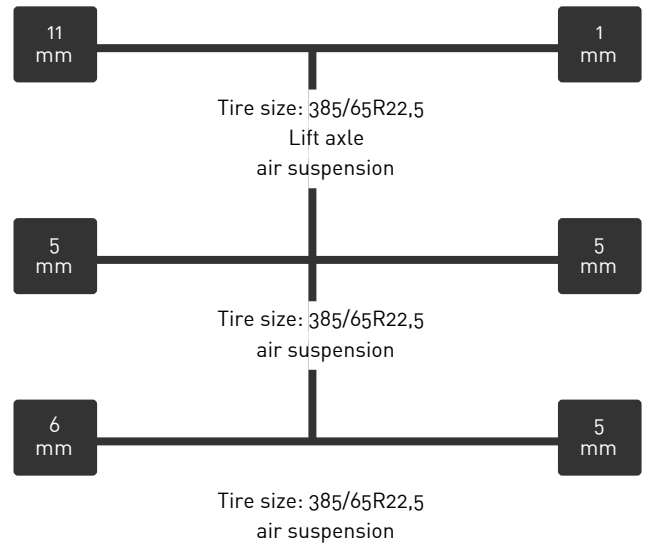 11
mm
1
mm
Tire size: 385/65R22,5
Lift axle
air suspension
5
mm
5
mm
Tire size: 385/65R22,5
air suspension
6
mm
5
mm
Tire size: 385/65R22,5
air suspension